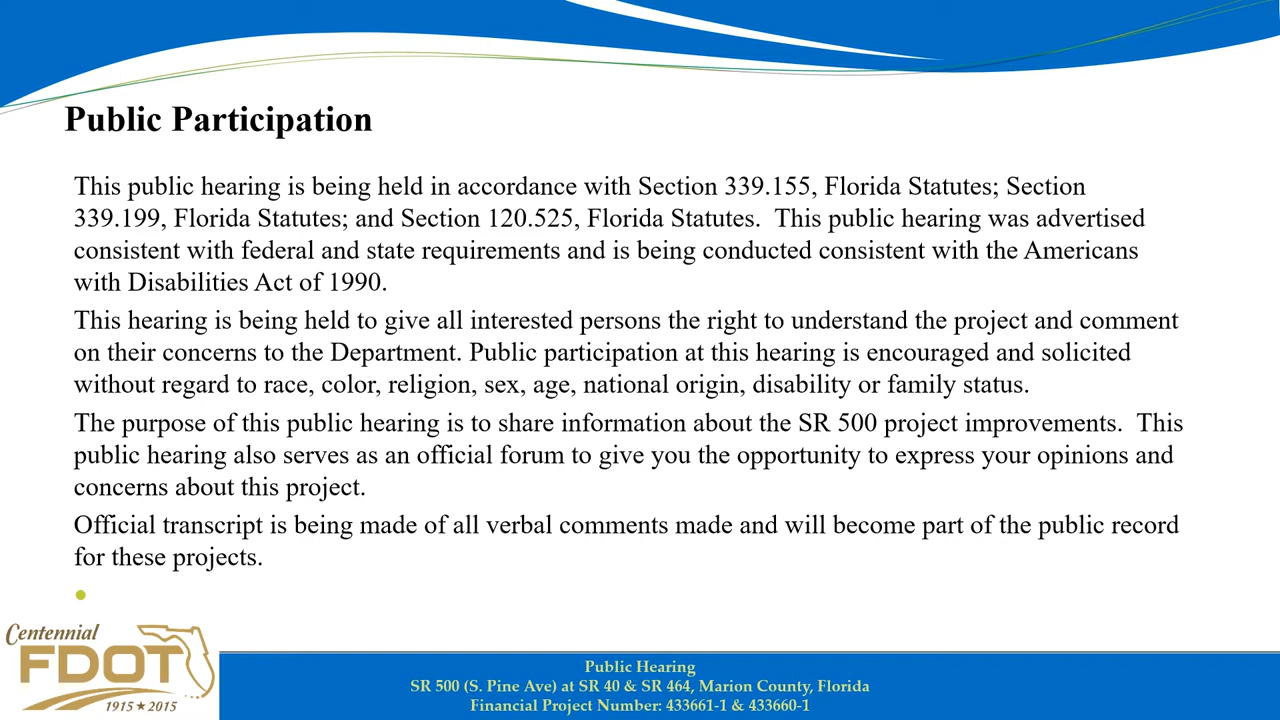 Public Participation
This public hearing is being held in accordance with Section 339.155, Florida Statutes; Section
339.199, Florida Statutes; and Section 120.525, Florida Statutes.  This public hearing was advertised
consistent with federal and state requirements and is being conducted consistent with the Americans
with Disabilities Act of 1990.
This hearing is being held to give all interested persons the right to understand the project and comment
on their concerns to the Department. Public participation at this hearing is encouraged and solicited
without regard to race, color, religion, sex, age, national origin, disability or family status.
The purpose of this public hearing is to share information about the SR 500 project improvements.  This
public hearing also serves as an official forum to give you the opportunity to express your opinions and
concerns about this project.
Official transcript is being made of all verbal comments made and will become part of the public record
for these projects.
Centennial
FDOT
1915★2015
Public Hearing
SR 500 (S. Pine Ave) at SR 40 & SR 464, Marion County, Florida
Financial Project Number: 433661-1 & 433660-1